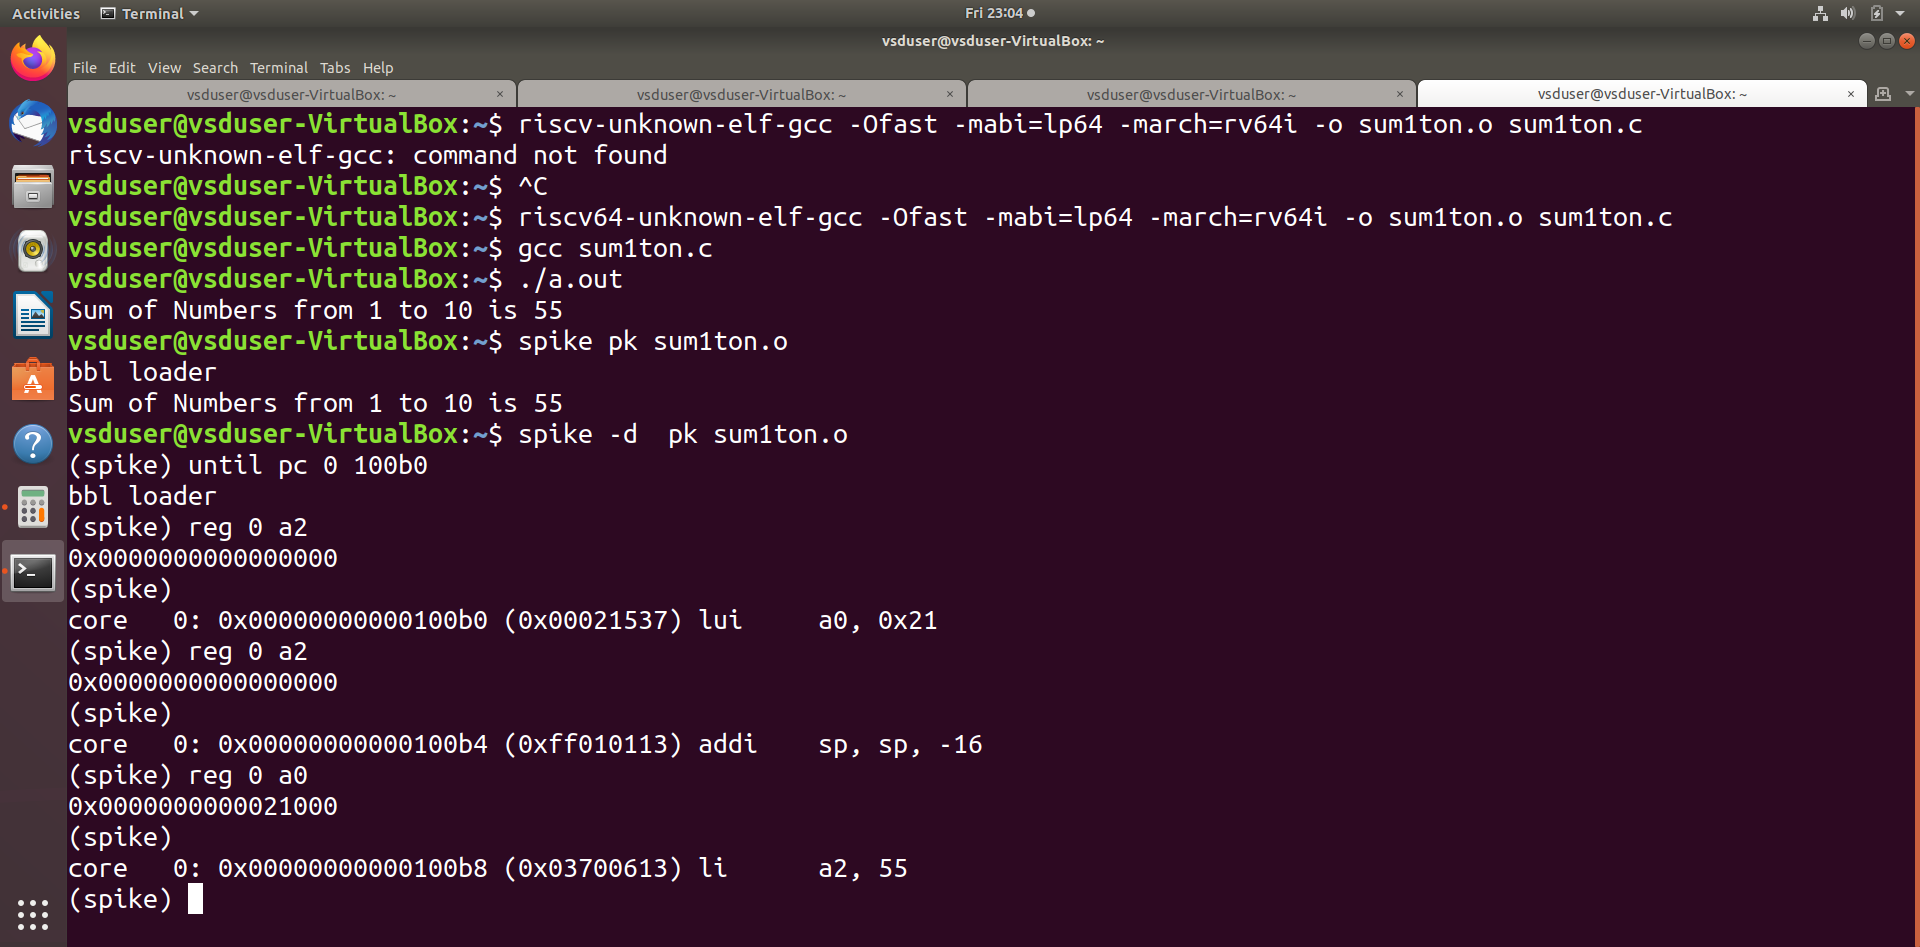 Activities Terminal Fri 23:04
vsduser@vsduser-VirtualBox: ~
File Edit View Search Terminal Tabs Help
vsduser@vsduser-VirtualBox: ~ × vsduser@vsduser-VirtualBox: ~ × vsduser@vsduser-VirtualBox: ~ × vsduser@vsduser-VirtualBox: ~ ×
vsduser@vsduser-VirtualBox:~$ riscv-unknown-elf-gcc -Ofast -mabi=lp64 -march=rv64i -o sum1ton.o sum1ton.c
riscv-unknown-elf-gcc: command not found
vsduser@vsduser-VirtualBox:~$ ^C
vsduser@vsduser-VirtualBox:~$ riscv64-unknown-elf-gcc -Ofast -mabi=lp64 -march=rv64i -o sum1ton.o sum1ton.c
vsduser@vsduser-VirtualBox:~$ gcc sum1ton.c
vsduser@vsduser-VirtualBox:~$ ./a.out
Sum of Numbers from 1 to 10 is 55
vsduser@vsduser-VirtualBox:~$ spike pk sum1ton.o
bbl loader
Sum of Numbers from 1 to 10 is 55
vsduser@vsduser-VirtualBox:~$ spike -d  pk sum1ton.o
(spike) until pc 0 100b0
bbl loader
(spike) reg 0 a2
0x0000000000000000
(spike)
core   0: 0x00000000000100b0 (0x00021537) lui     a0, 0x21
(spike) reg 0 a2
0x0000000000000000
(spike)
core   0: 0x00000000000100b4 (0xff010113) addi    sp, sp, -16
(spike) reg 0 a0
0x0000000000021000
(spike)
core   0: 0x00000000000100b8 (0x03700613) li      a2, 55
(spike)